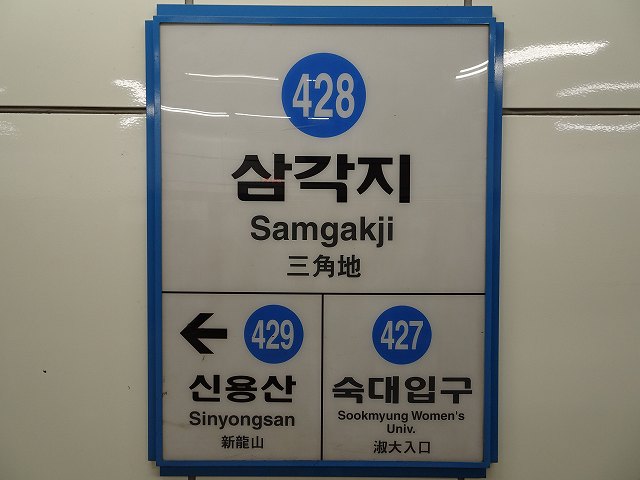 428
삼각지
Samgakji
三角地
← 429
신용산
Sinyongsan
新龍山
427
숙대입구
Sookmyung Women's
Univ.
淑大入口